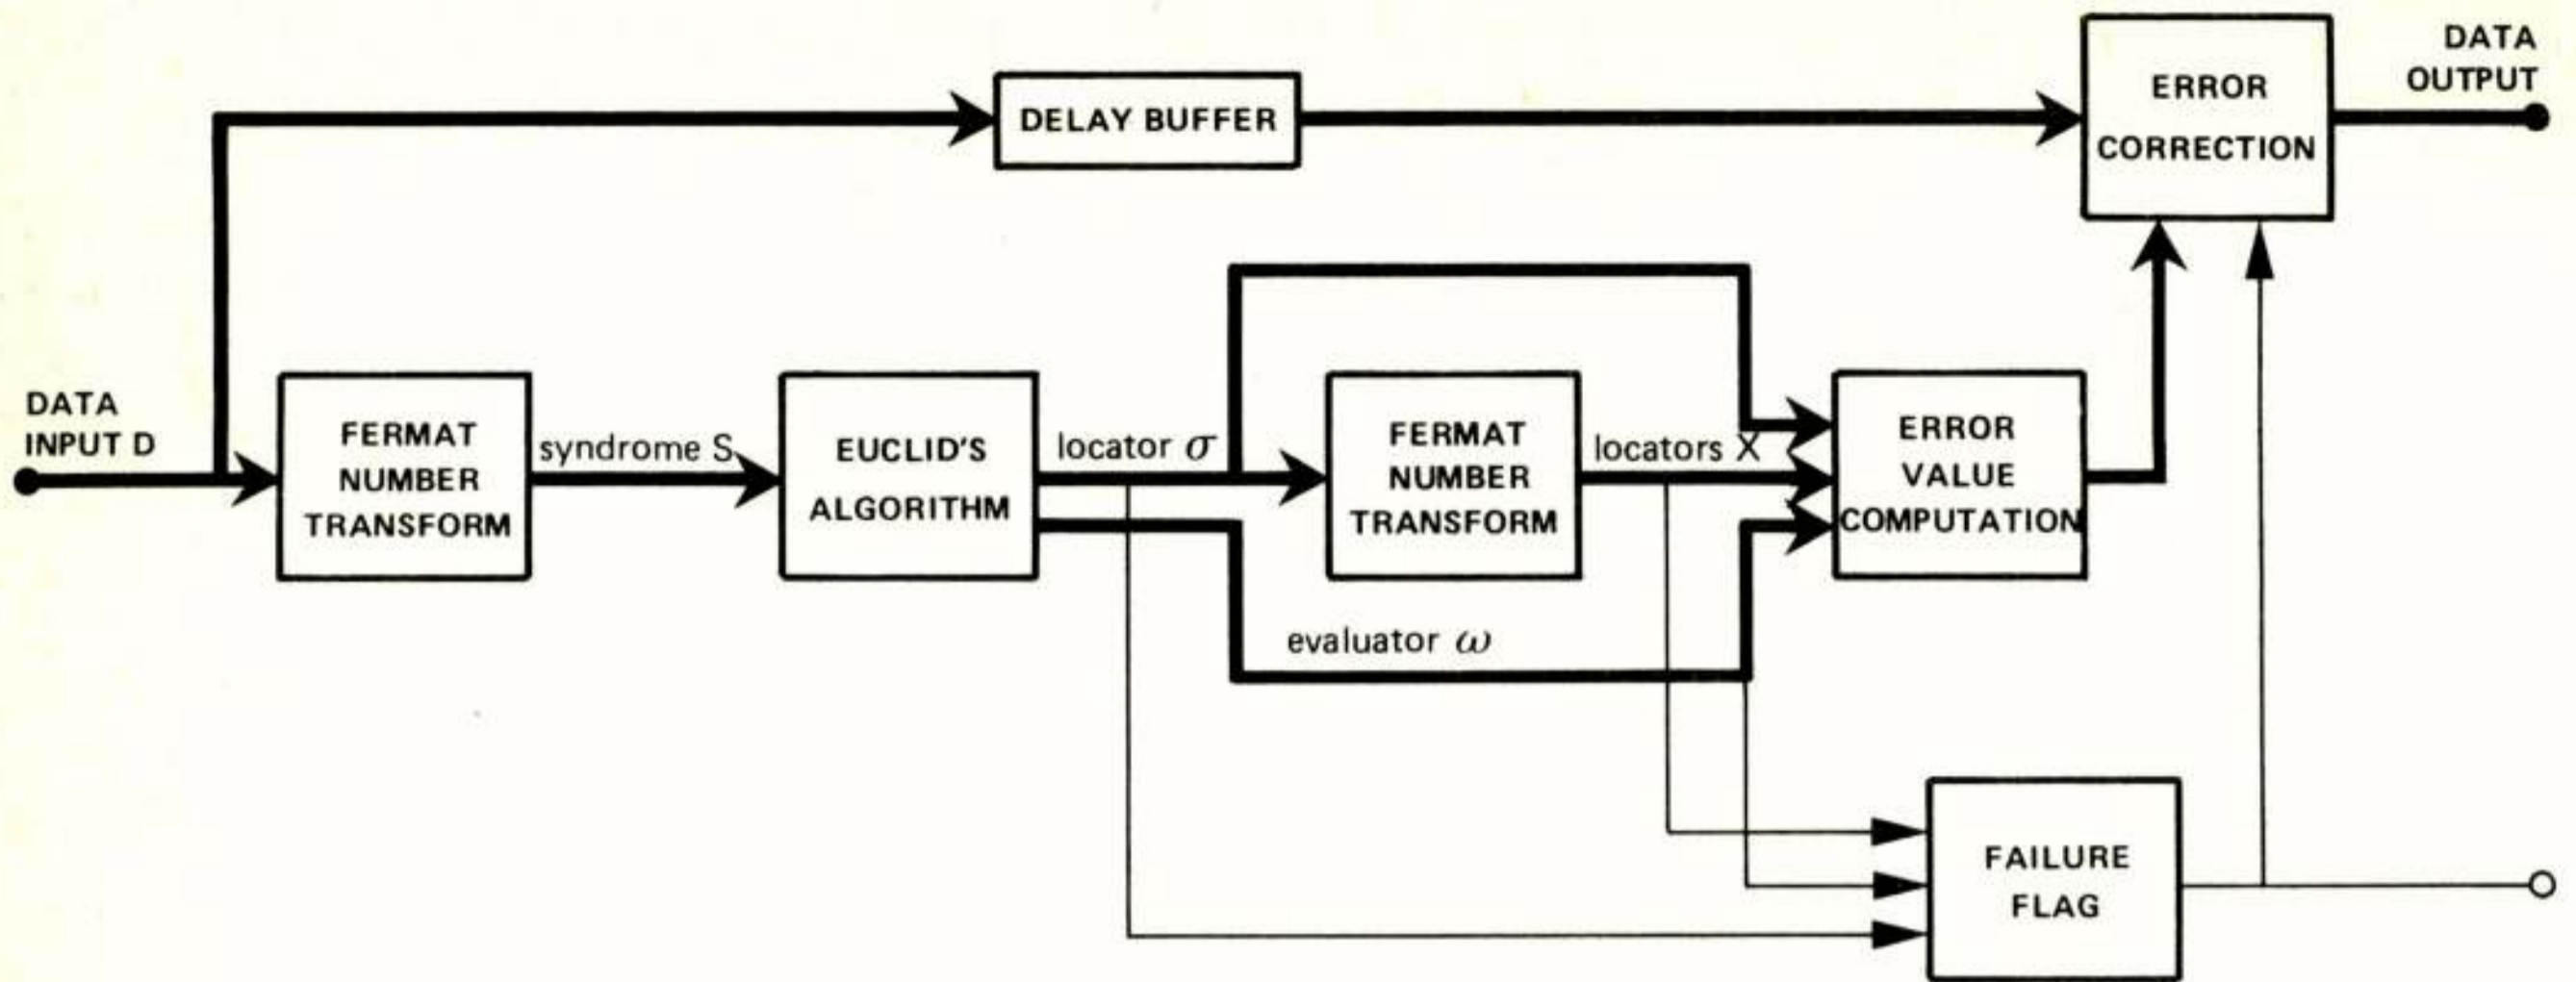 DATA
OUTPUT
ERROR
CORRECTION
DELAY BUFFER
DATA
INPUT D
FERMAT
NUMBER
TRANSFORM
syndrome S
EUCLID'S
ALGORITHM
locator σ
FERMAT
NUMBER
TRANSFORM
locators X
ERROR
VALUE
COMPUTATION
evaluator ω
FAILURE
FLAG